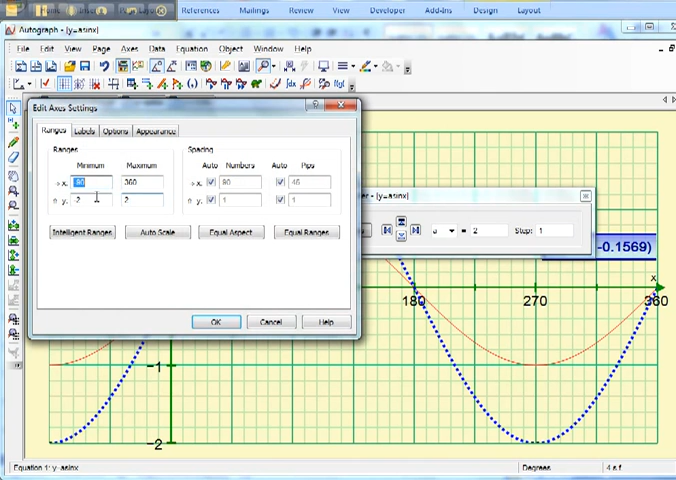 References Mailings Review View Developer Add-Ins Design Layout
Autograph - [y=asinx]
File Edit View Page Axes Data Equation Object Window Help
Edit Axes Settings
Ranges Labels Options Appearance
Ranges Spacing
Minimum Maximum Auto Numbers Auto Pips
x: -90 360 90 45
y: -2 2 1 1
Intelligent Ranges Auto Scale Equal Aspect Equal Ranges
OK Cancel Help
er - [y=asinx]
a = 2 Step: 1
-0.1569)
x
180 270 360
-1
-2
Equation 1: y=asinx Degrees 4 s.f